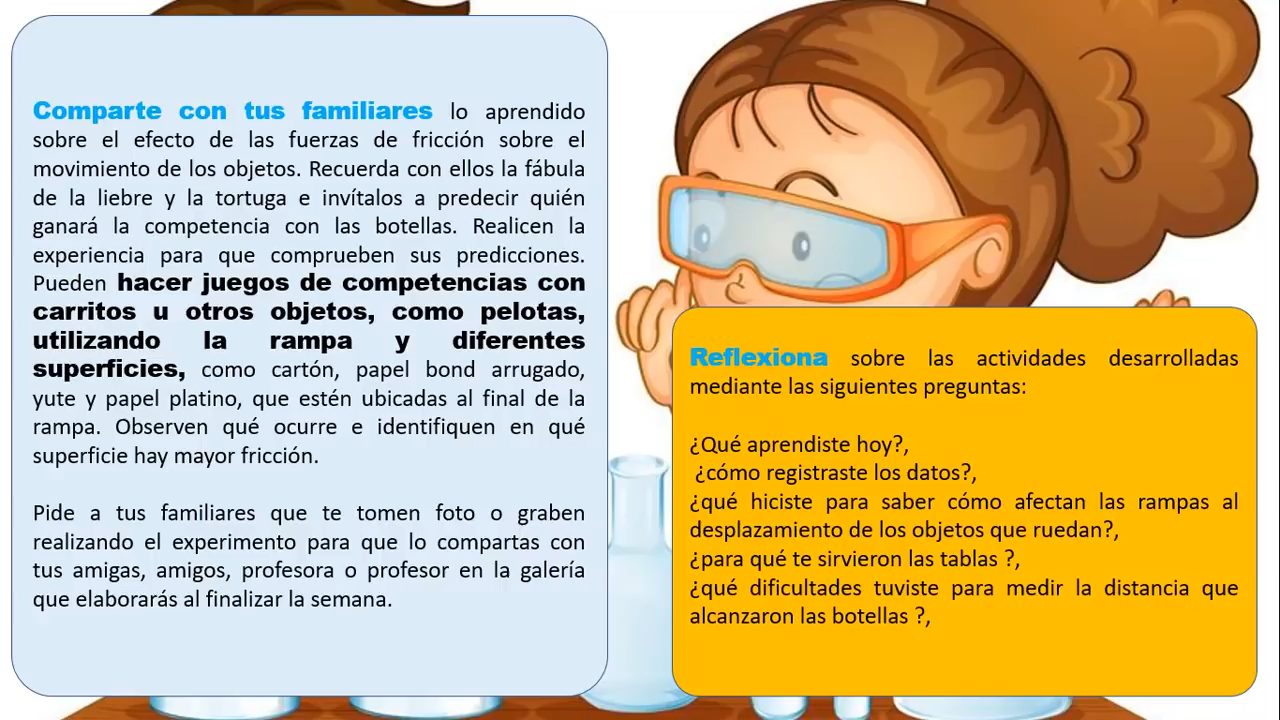 Comparte con tus familiares lo aprendido
sobre el efecto de las fuerzas de fricción sobre el
movimiento de los objetos. Recuerda con ellos la fábula
de la liebre y la tortuga e invítalos a predecir quién
ganará la competencia con las botellas. Realicen la
experiencia para que comprueben sus predicciones.
Pueden hacer juegos de competencias con
carritos u otros objetos, como pelotas,
utilizando la rampa y diferentes
superficies, como cartón, papel bond arrugado,
yute y papel platino, que estén ubicadas al final de la
rampa. Observen qué ocurre e identifiquen en qué
superficie hay mayor fricción.
Pide a tus familiares que te tomen foto o graben
realizando el experimento para que lo compartas con
tus amigas, amigos, profesora o profesor en la galería
que elaborarás al finalizar la semana.
Reflexiona sobre las actividades desarrolladas
mediante las siguientes preguntas:
¿Qué aprendiste hoy?,
¿cómo registraste los datos?,
¿qué hiciste para saber cómo afectan las rampas al
desplazamiento de los objetos que ruedan?,
¿para qué te sirvieron las tablas ?,
¿qué dificultades tuviste para medir la distancia que
alcanzaron las botellas ?,